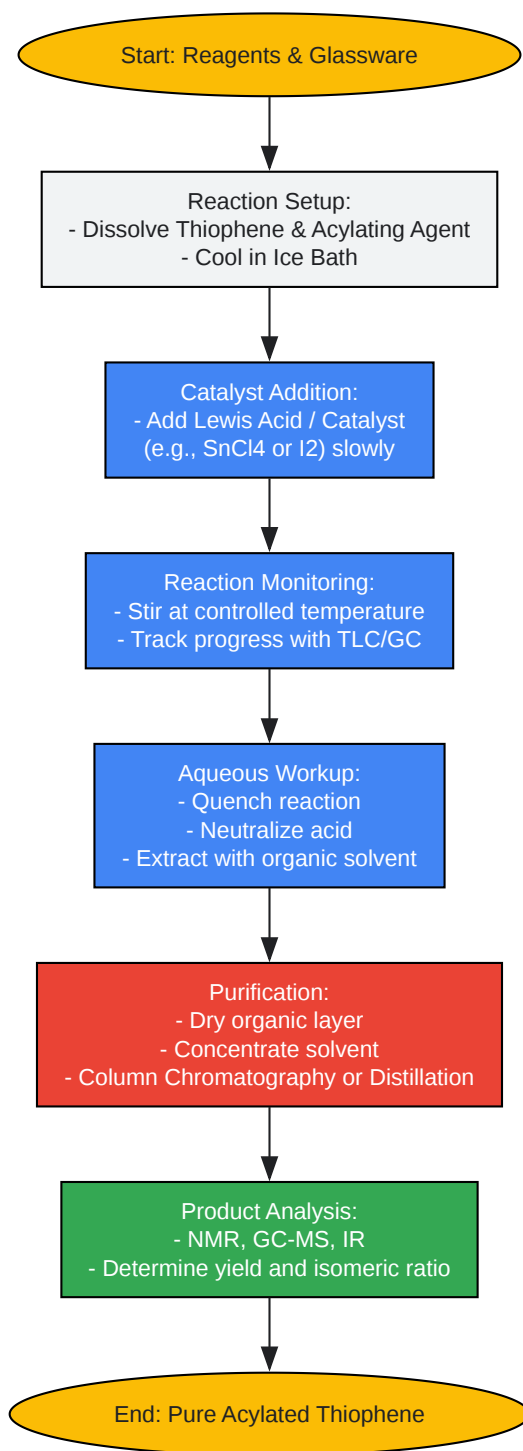 Start: Reagents & Glassware
Reaction Setup:
- Dissolve Thiophene & Acylating Agent
- Cool in Ice Bath
Catalyst Addition:
- Add Lewis Acid / Catalyst
(e.g., SnCl4 or I2) slowly
Reaction Monitoring:
- Stir at controlled temperature
- Track progress with TLC/GC
Aqueous Workup:
- Quench reaction
- Neutralize acid
- Extract with organic solvent
Purification:
- Dry organic layer
- Concentrate solvent
- Column Chromatography or Distillation
Product Analysis:
- NMR, GC-MS, IR
- Determine yield and isomeric ratio
End: Pure Acylated Thiophene